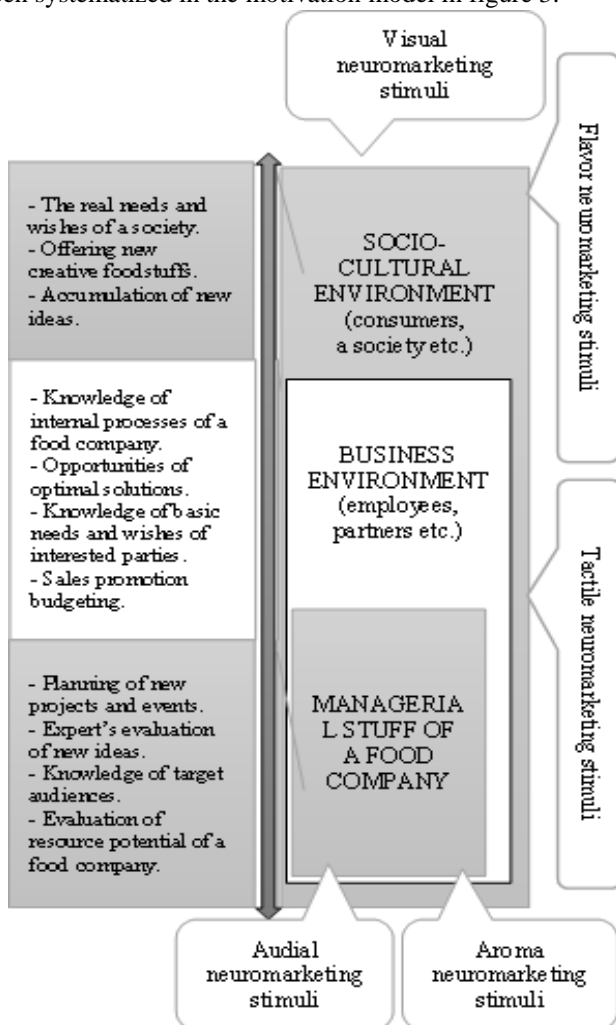 systematized in the motivation model in figure 3.
Visual
neuromarketing
stimuli
Flavor neuromarketing stimuli
- The real needs and
wishes of a society.
- Offering new
creative foodstuffs.
- Accumulation of new
ideas.
SOCIO-
CULTURAL
ENVIRONMENT
(consumers,
a society etc.)
- Knowledge of
internal processes of a
food company.
- Opportunities of
optimal solutions.
- Knowledge of basic
needs and wishes of
interested parties.
- Sales promotion
budgeting.
BUSINESS
ENVIRONMENT
(employees,
partners etc.)
Tactile neuromarketing stimuli
- Planning of new
projects and events.
- Expert's evaluation
of new ideas.
- Knowledge of target
audiences.
- Evaluation of
resource potential of a
food company.
MANAGERIA
L STUFF OF
A FOOD
COMPANY
Audial
neuromarketing
stimuli
Aroma
neuromarketing
stimuli